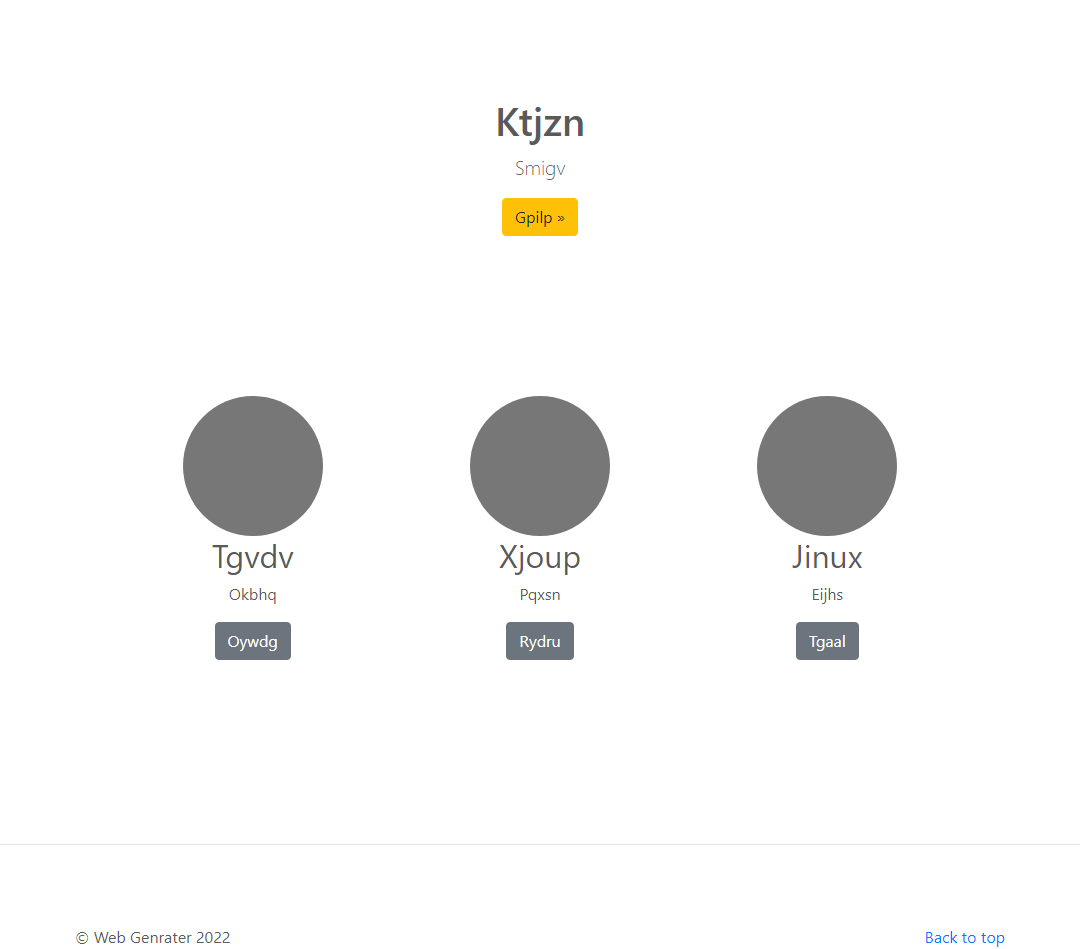 Ktjzn
Smigv
Gpilp »
Tgvdv
Okbhq
Oywdg
Xjoup
Pqxsn
Rydru
Jinux
Eijhs
Tgaal
© Web Genrater 2022
Back to top